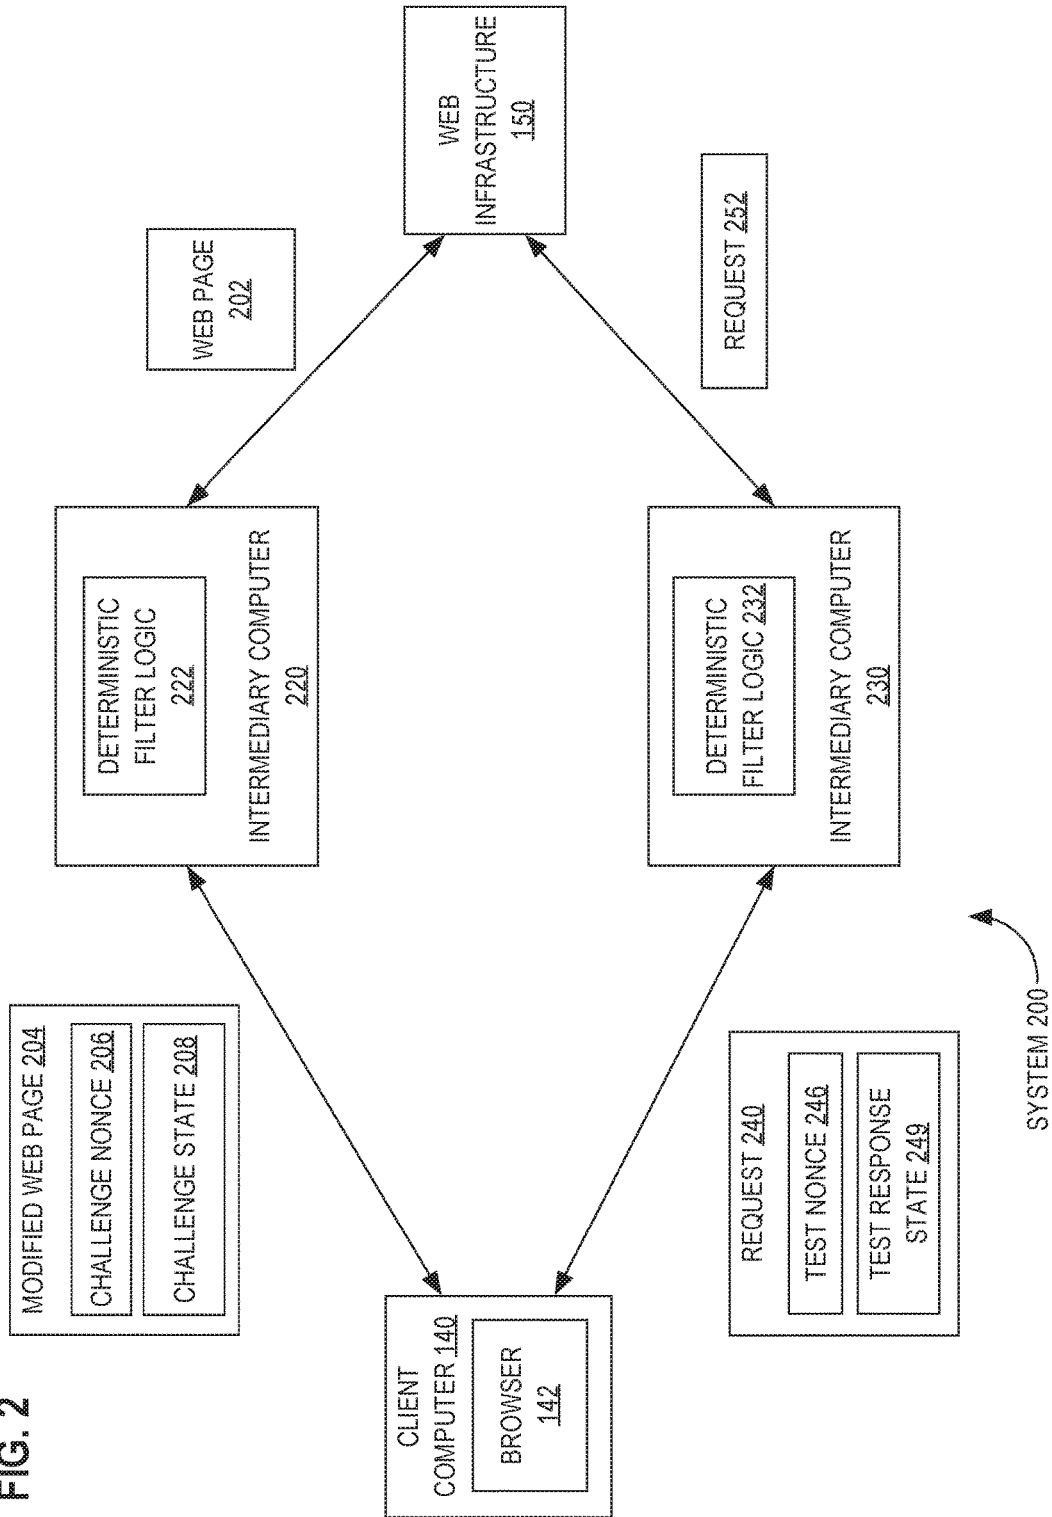 FIG. 2
MODIFIED WEB PAGE 204
CHALLENGE NONCE 206
CHALLENGE STATE 208
WEB PAGE
202
DETERMINISTIC
FILTER LOGIC
222
INTERMEDIARY COMPUTER
220
CLIENT
COMPUTER 140
BROWSER
142
WEB
INFRASTRUCTURE
150
DETERMINISTIC
FILTER LOGIC 232
INTERMEDIARY COMPUTER
230
REQUEST 252
REQUEST 240
TEST NONCE 246
TEST RESPONSE
STATE 249
SYSTEM 200